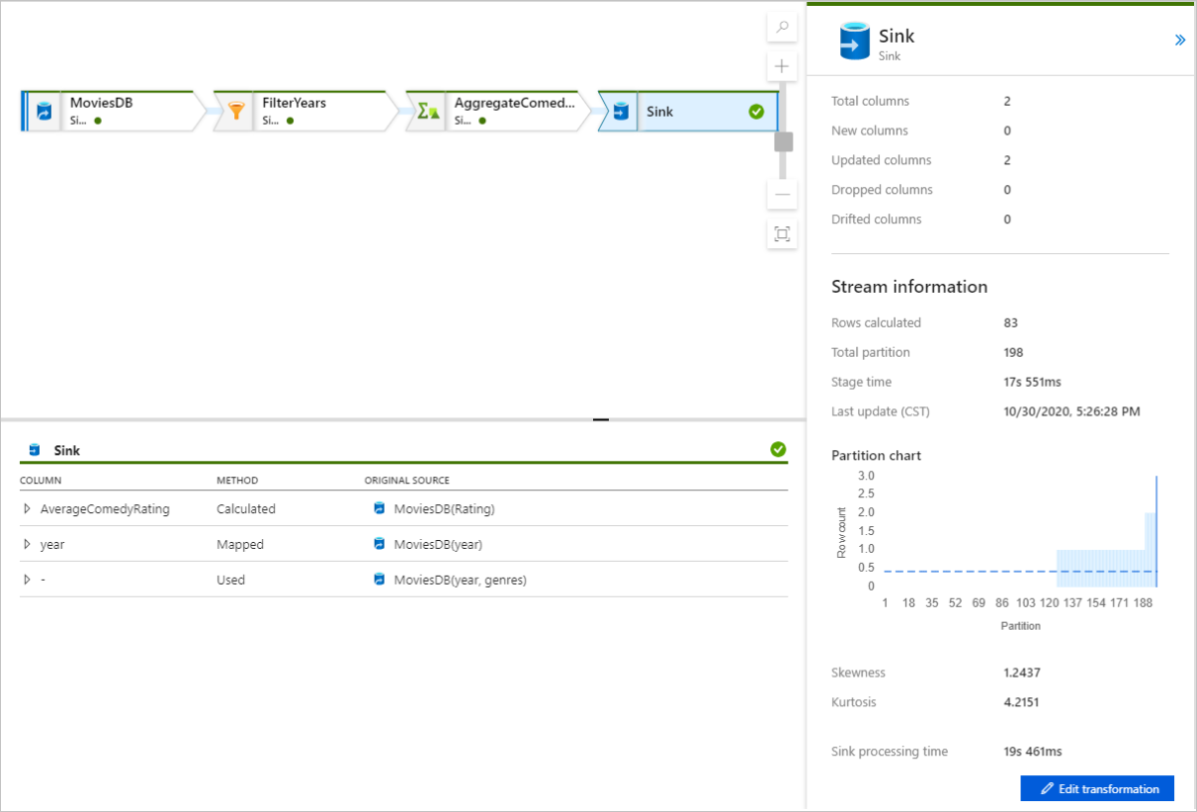 MoviesDB
Si...
FilterYears
Si...
AggregateComed...
Si...
Sink
Sink
COLUMN METHOD ORIGINAL SOURCE
AverageComedyRating Calculated MoviesDB(Rating)
year Mapped MoviesDB(year)
- Used MoviesDB(year, genres)
Sink
Sink
Total columns 2
New columns 0
Updated columns 2
Dropped columns 0
Drifted columns 0
Stream information
Rows calculated 83
Total partition 198
Stage time 17s 551ms
Last update (CST) 10/30/2020, 5:26:28 PM
Partition chart
Row count
3.0
2.5
2.0
1.5
1.0
0.5
0
1 18 35 52 69 86 103 120 137 154 171 188
Partition
Skewness 1.2437
Kurtosis 4.2151
Sink processing time 19s 461ms
Edit transformation